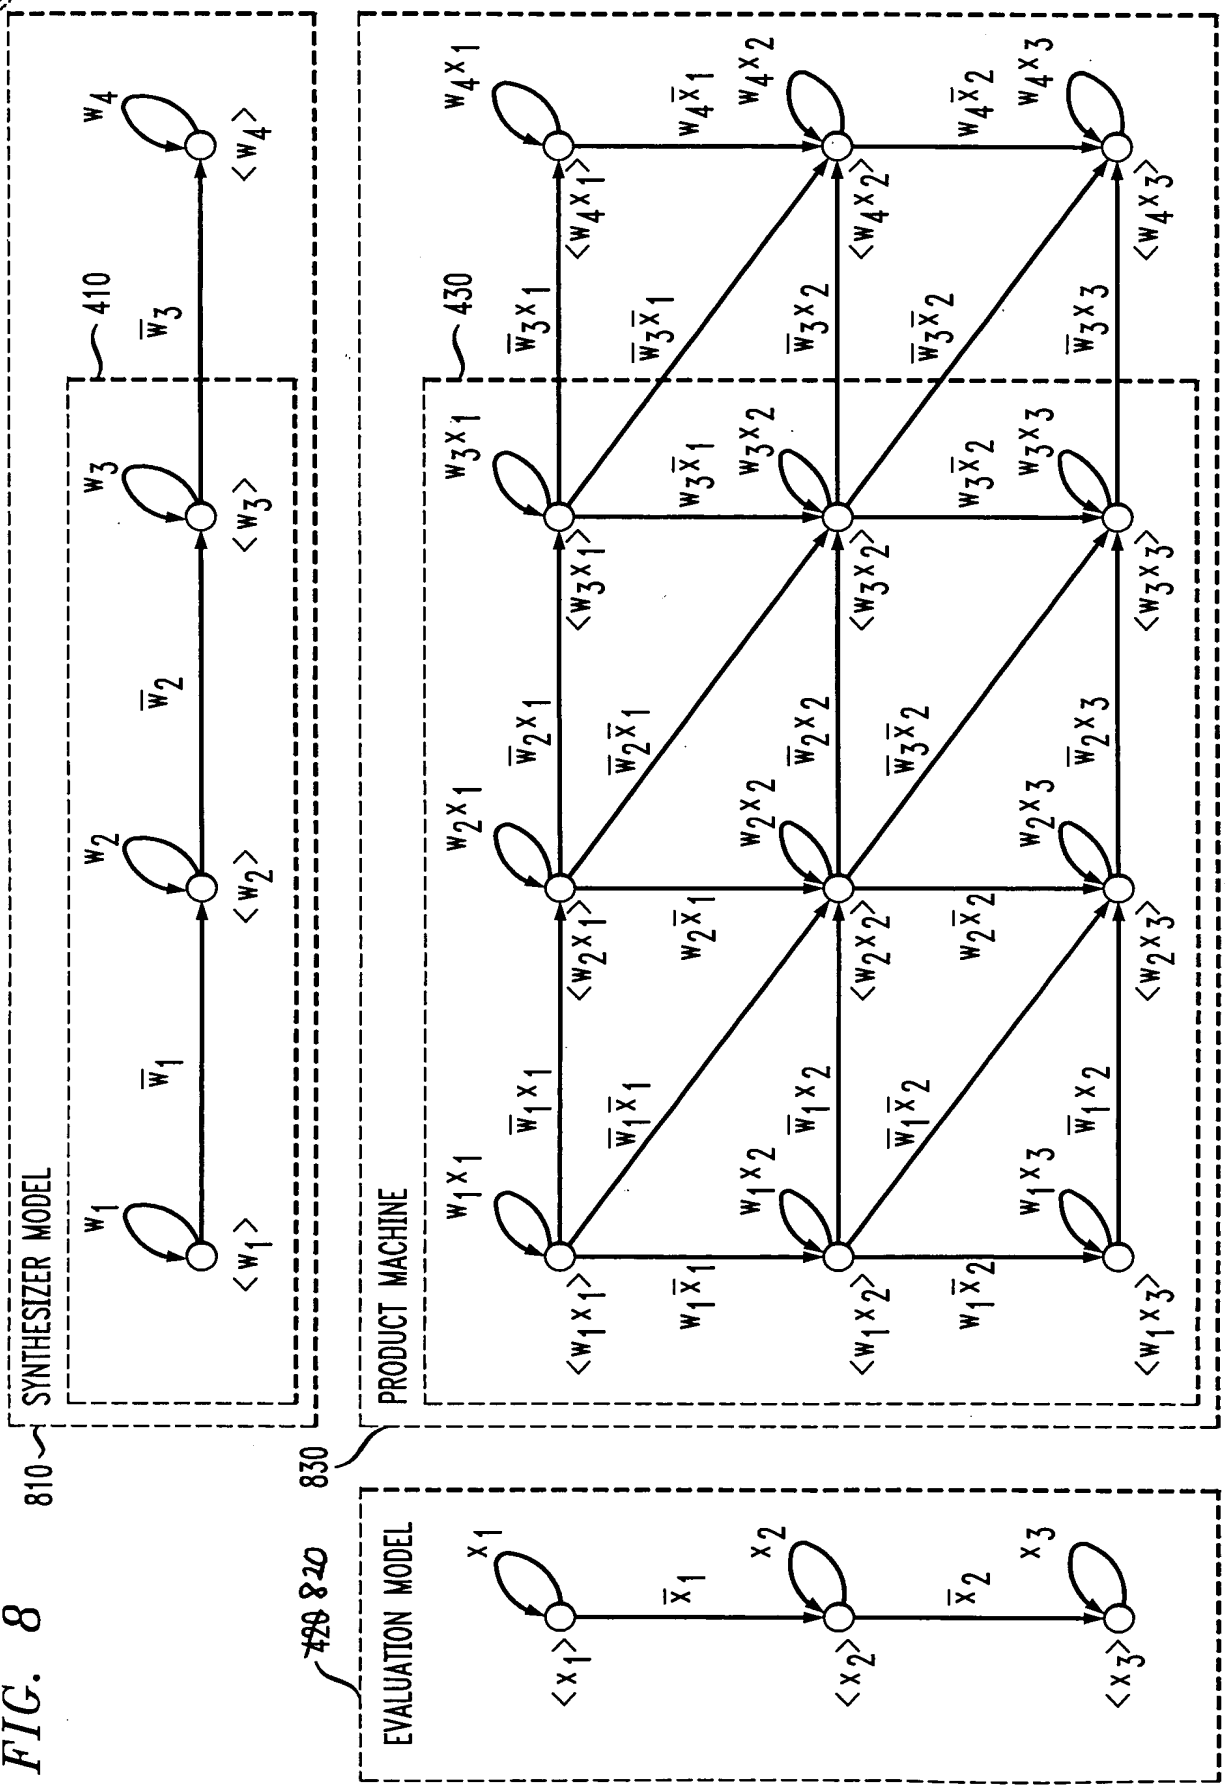 FIG. 8
810
SYNTHESIZER MODEL
410
w1
w2
w3
w4
w̄1
w̄2
w̄3
<w1>
<w2>
<w3>
<w4>
420 820
EVALUATION MODEL
x1
<x1>
x̄1
x2
<x2>
x̄2
x3
<x3>
830
PRODUCT MACHINE
430
w1x1
w2x1
w3x1
w4x1
w̄1x1
w̄2x1
w̄3x1
<w1x1>
<w2x1>
<w3x1>
<w4x1>
w̄1x̄1
w̄2x̄1
w̄3x̄1
w1x̄1
w2x̄1
w3x̄1
w4x̄1
w1x2
w2x2
w3x2
w4x2
w̄1x2
w̄2x2
w̄3x2
<w1x2>
<w2x2>
<w3x2>
<w4x2>
w̄1x̄2
w̄3x̄2
w̄3x̄2
w1x̄2
w2x̄2
w3x̄2
w4x̄2
w1x3
w2x3
w3x3
w4x3
w̄1x2
w̄2x3
w̄3x3
<w1x3>
<w2x3>
<w3x3>
<w4x3>